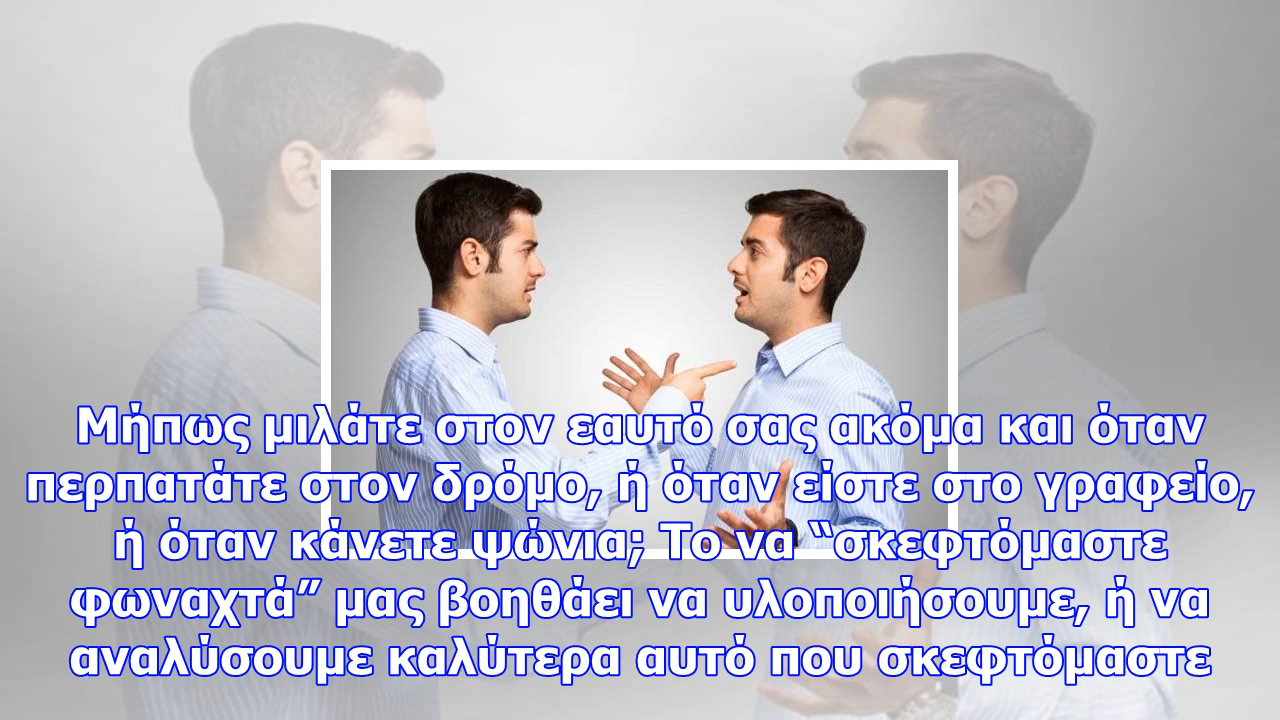 Μήπως μιλάτε στον εαυτό σας ακόμα και όταν
περπατάτε στον δρόμο, ή όταν είστε στο γραφείο,
ή όταν κάνετε ψώνια; Το να “σκεφτόμαστε
φωναχτά” μας βοηθάει να υλοποιήσουμε, ή να
αναλύσουμε καλύτερα αυτό που σκεφτόμαστε